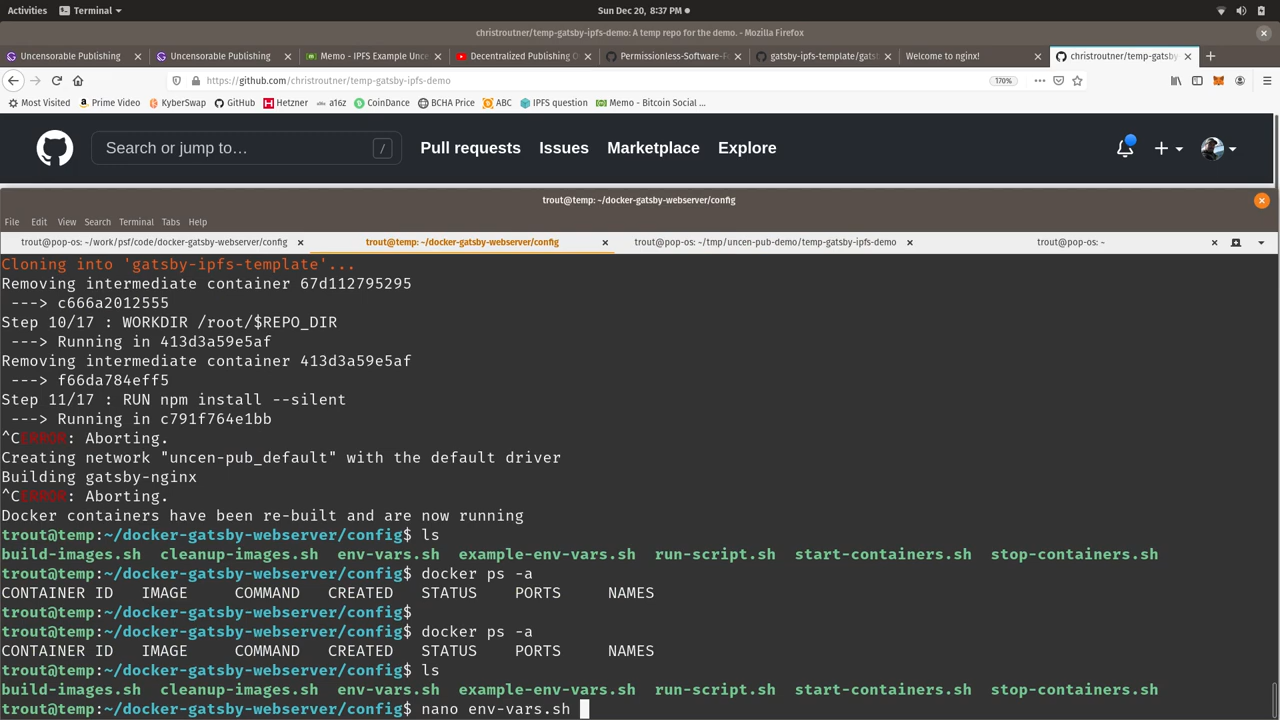 Activities Terminal Sun Dec 20, 8:37 PM
christroutner/temp-gatsby-ipfs-demo: A temp repo for the demo. - Mozilla Firefox
Uncensorable Publishing Uncensorable Publishing Memo - IPFS Example Unce Decentralized Publishing O Permissionless-Software-F gatsby-ipfs-template/gats Welcome to nginx! christroutner/temp-gatsby
https://github.com/christroutner/temp-gatsby-ipfs-demo 170%
Most Visited Prime Video KyberSwap GitHub Hetzner a16z CoinDance BCHA Price ABC IPFS question Memo - Bitcoin Social ...
Search or jump to... / Pull requests Issues Marketplace Explore
trout@temp: ~/docker-gatsby-webserver/config
File Edit View Search Terminal Tabs Help
trout@pop-os: ~/work/psf/code/docker-gatsby-webserver/config trout@temp: ~/docker-gatsby-webserver/config trout@pop-os: ~/tmp/uncen-pub-demo/temp-gatsby-ipfs-demo trout@pop-os: ~
Cloning into 'gatsby-ipfs-template'...
Removing intermediate container 67d112795295
---> c666a2012555
Step 10/17 : WORKDIR /root/$REPO_DIR
---> Running in 413d3a59e5af
Removing intermediate container 413d3a59e5af
---> f66da784eff5
Step 11/17 : RUN npm install --silent
---> Running in c791f764e1bb
^CERROR: Aborting.
Creating network "uncen-pub_default" with the default driver
Building gatsby-nginx
^CERROR: Aborting.
Docker containers have been re-built and are now running
trout@temp:~/docker-gatsby-webserver/config$ ls
build-images.sh cleanup-images.sh env-vars.sh example-env-vars.sh run-script.sh start-containers.sh stop-containers.sh
trout@temp:~/docker-gatsby-webserver/config$ docker ps -a
CONTAINER ID IMAGE COMMAND CREATED STATUS PORTS NAMES
trout@temp:~/docker-gatsby-webserver/config$
trout@temp:~/docker-gatsby-webserver/config$ docker ps -a
CONTAINER ID IMAGE COMMAND CREATED STATUS PORTS NAMES
trout@temp:~/docker-gatsby-webserver/config$ ls
build-images.sh cleanup-images.sh env-vars.sh example-env-vars.sh run-script.sh start-containers.sh stop-containers.sh
trout@temp:~/docker-gatsby-webserver/config$ nano env-vars.sh